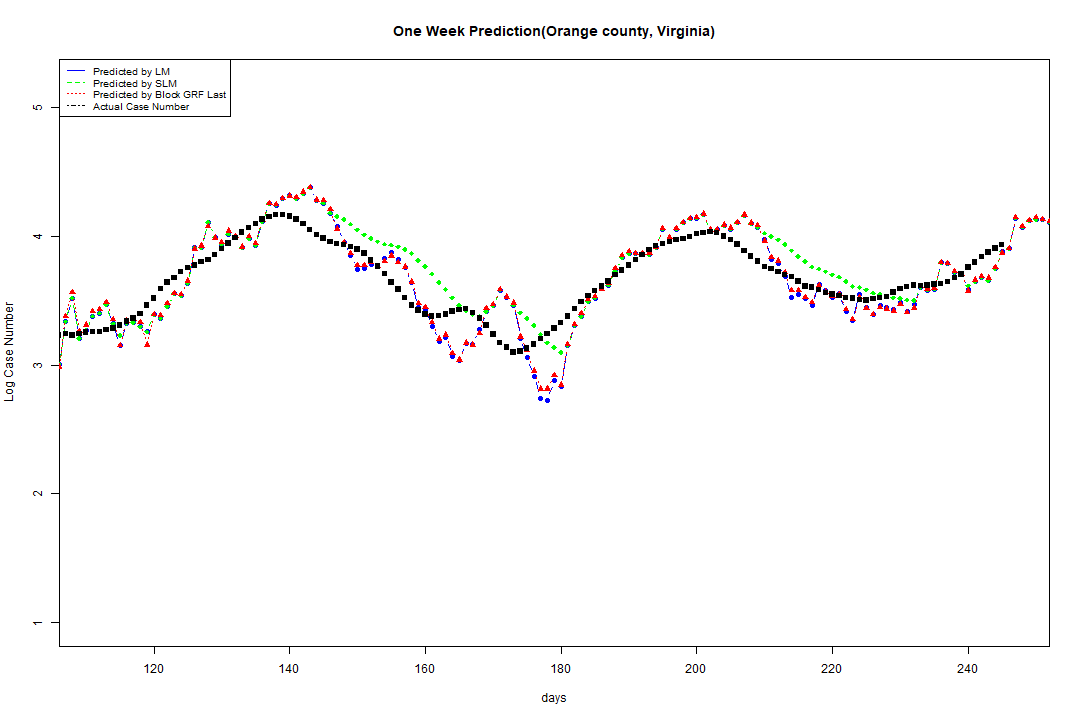 One Week Prediction(Orange county, Virginia)
Predicted by LM
Predicted by SLM
Predicted by Block GRF Last
Actual Case Number
5
4
3
2
1
Log Case Number
120 140 160 180 200 220 240
days